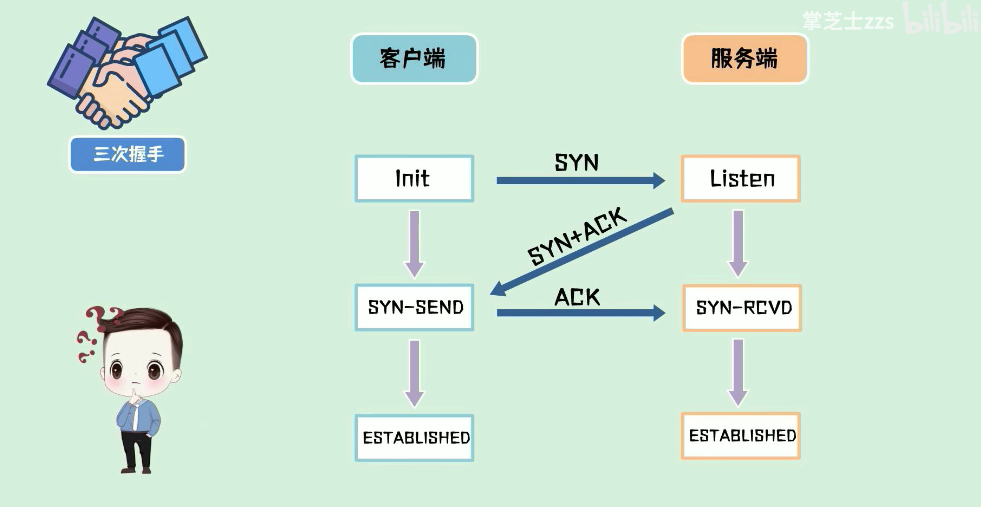 掌芝士zzs bilibili
客户端
服务端
三次握手
SYN
Init
Listen
SYN+ACK
ACK
SYN-SEND
SYN-RCVD
ESTABLISHED
ESTABLISHED
???